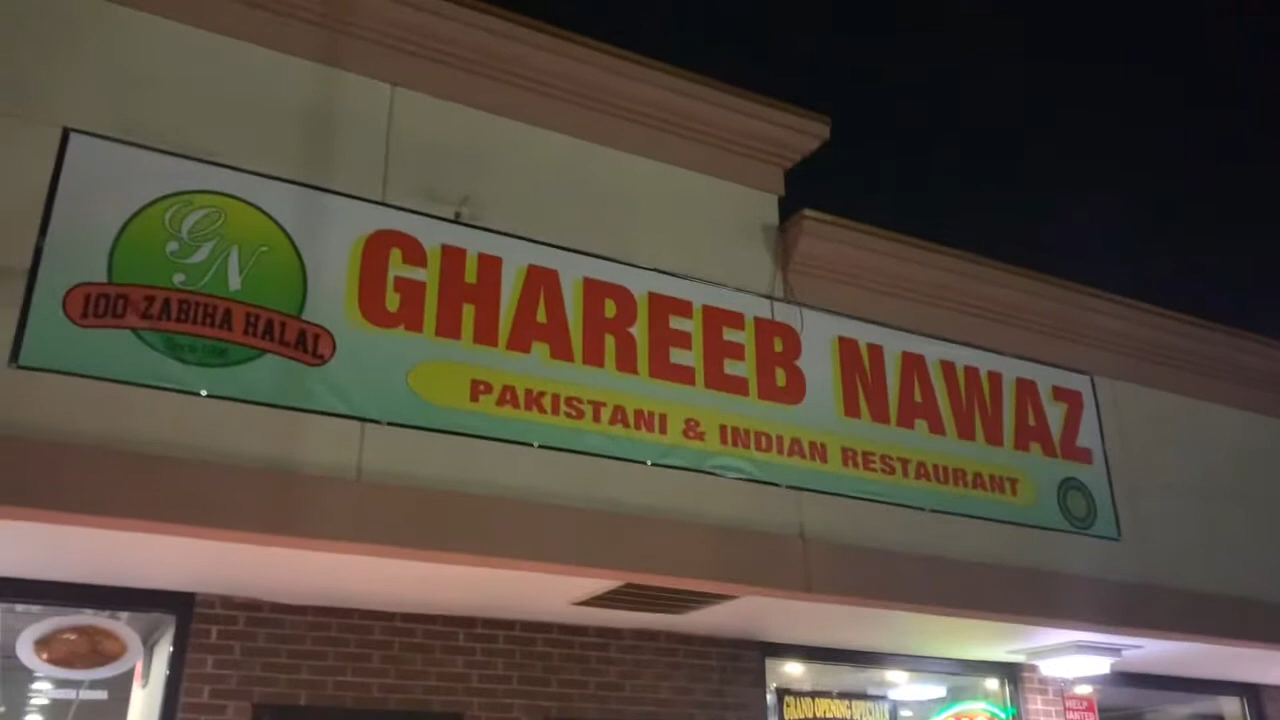 GN
100 ZABIHA HALAL
GHAREEB NAWAZ
PAKISTANI & INDIAN RESTAURANT
GRAND OPENING SPECIALS
HELP
WANTED